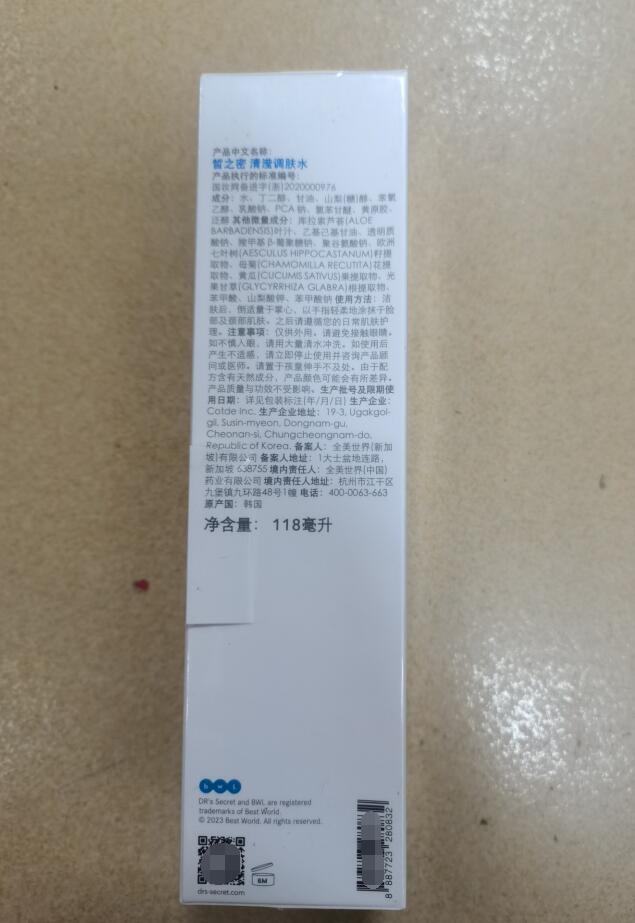 产品中文名称：
皙之密 清滢调肤水
产品执行的标准编号：
国妆网备进字(浙)2020000976
成分：水、丁二醇、甘油、山梨(糖)醇、苯氧
乙醇、乳酸钠、PCA 钠、氯苯甘醚、黄原胶、
泛醇 其他微量成分：库拉索芦荟(ALOE
BARBADENSIS)叶汁、乙基己基甘油、透明质
酸钠、羧甲基 β-葡聚糖钠、聚谷氨酸钠、欧洲
七叶树(AESCULUS HIPPOCASTANUM)籽提
取物、母菊(CHAMOMILLA RECUTITA)花提
取物、黄瓜(CUCUMIS SATIVUS)果提取物、光
果甘草(GLYCYRRHIZA GLABRA)根提取物、
苯甲酸、山梨酸钾、苯甲酸钠 使用方法：洁
肤后，倒适量于掌心，以手指轻柔地涂抹于脸
部及颈部肌肤。之后请遵循您的日常肌肤护
理。注意事项：仅供外用。请避免接触眼睛。
如不慎入眼，请用大量清水冲洗。如使用后
产生不适感，请立即停止使用并咨询产品顾
问或医师。请置于孩童伸手不及处。由于配
方含有天然成分，产品颜色可能会有所差异。
产品质量与功效不受影响。生产批号及限期使
用日期：详见包装标注(年/月/日) 生产企业：
Cotde Inc. 生产企业地址：19-3, Ugakgol-
gil, Susin-myeon, Dongnam-gu,
Cheonan-si, Chungcheongnam-do,
Republic of Korea. 备案人：全美世界(新加
坡)有限公司 备案人地址：1大士盆地连路，
新加坡 638755 境内责任人：全美世界(中国)
药业有限公司 境内责任人地址：杭州市江干区
九堡镇九环路48号1幢 电话：400-0063-663
原产国：韩国
净含量： 118毫升
bwl
DR's Secret and BWL are registered
trademarks of Best World.
© 2023 Best World. All rights reserved.
6M
drs-secret.com
8 887723 280832